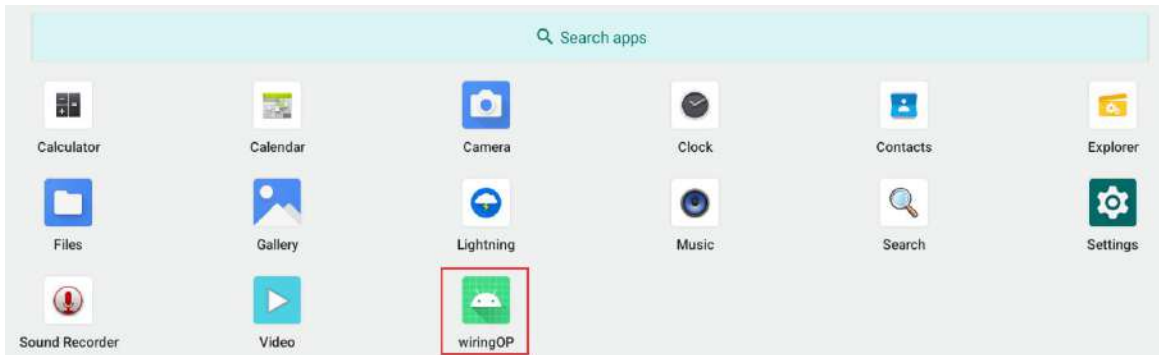 Search apps
Calculator
Calendar
Camera
Clock
Contacts
Explorer
Files
Gallery
Lightning
Music
Search
Settings
Sound Recorder
Video
wiringOP